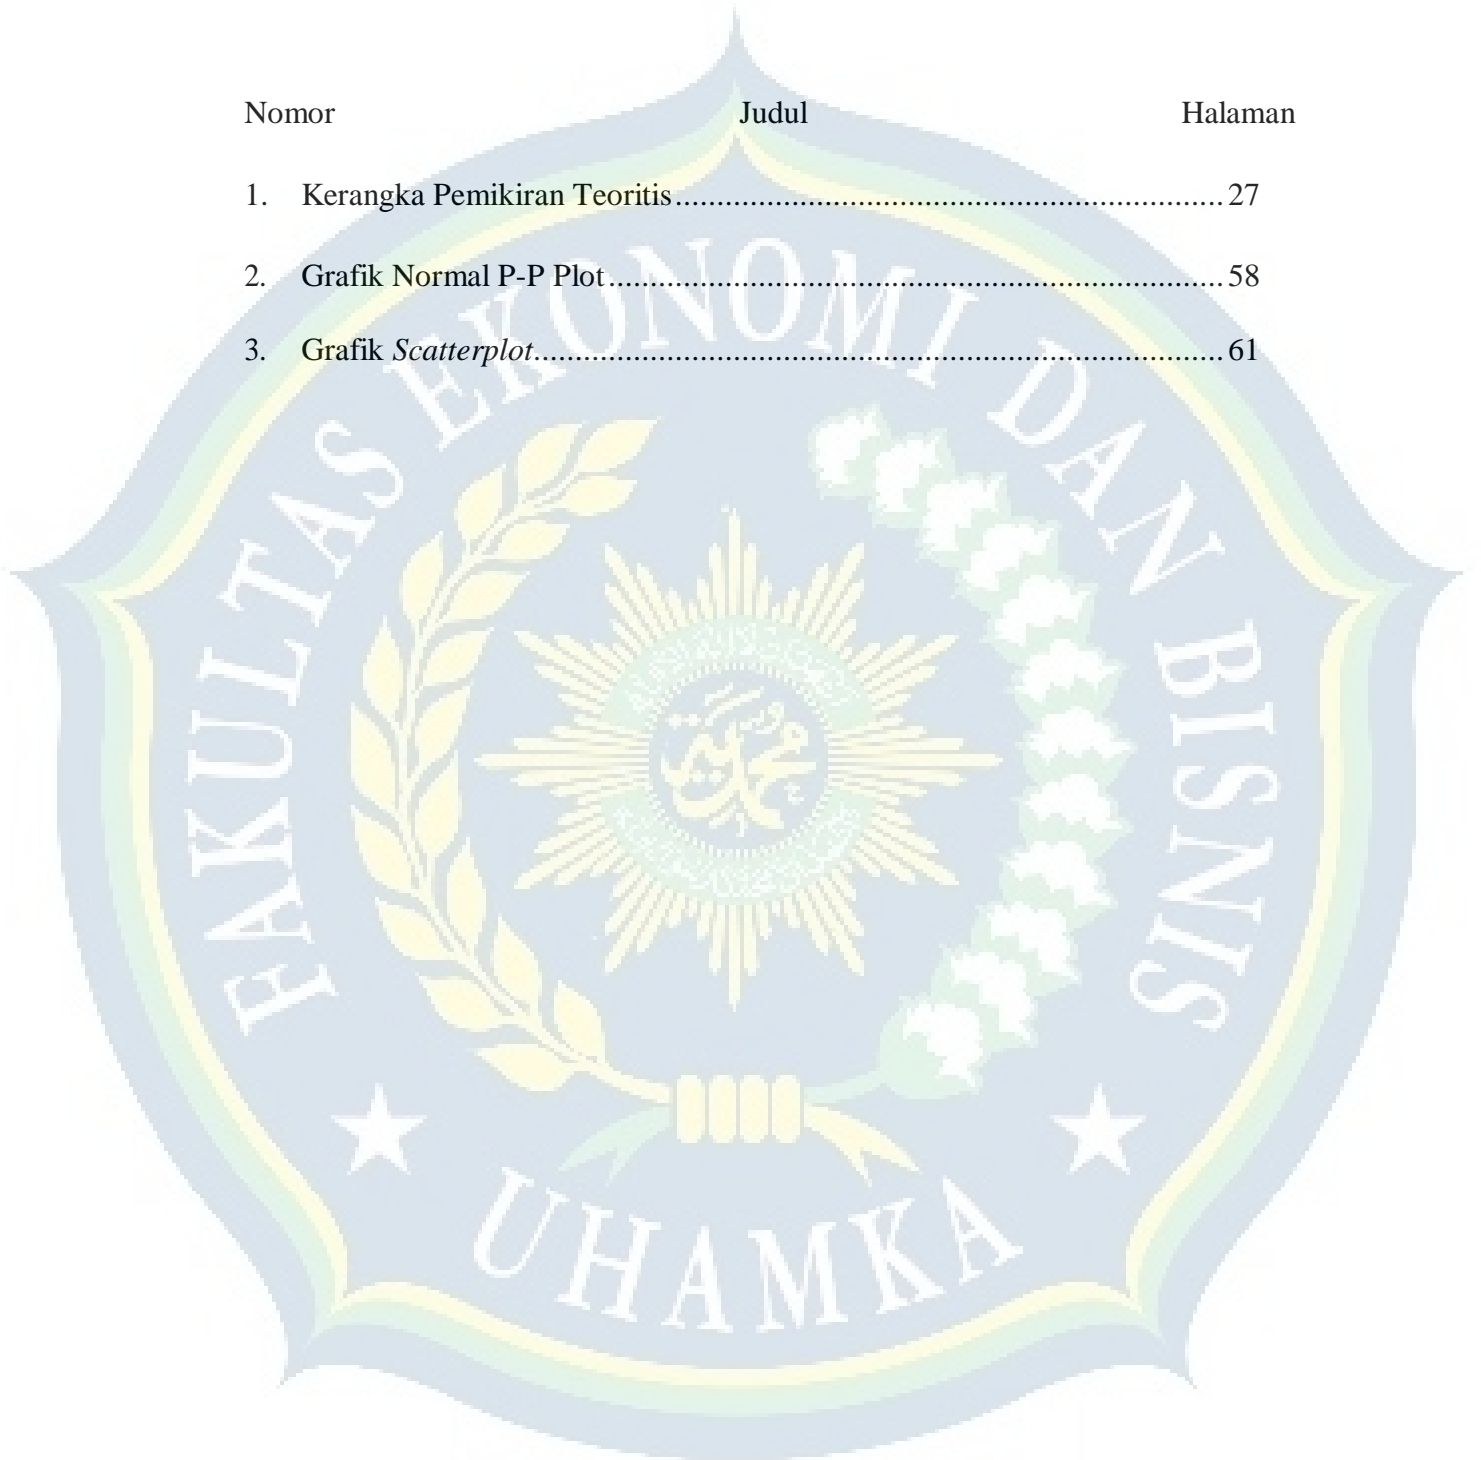 Nomor Judul Halaman
1. Kerangka Pemikiran Teoritis........................................................................27
2. Grafik Normal P-P Plot................................................................................58
3. Grafik Scatterplot.........................................................................................61
FAKULTAS EKONOMI DAN BISNIS
UHAMKA